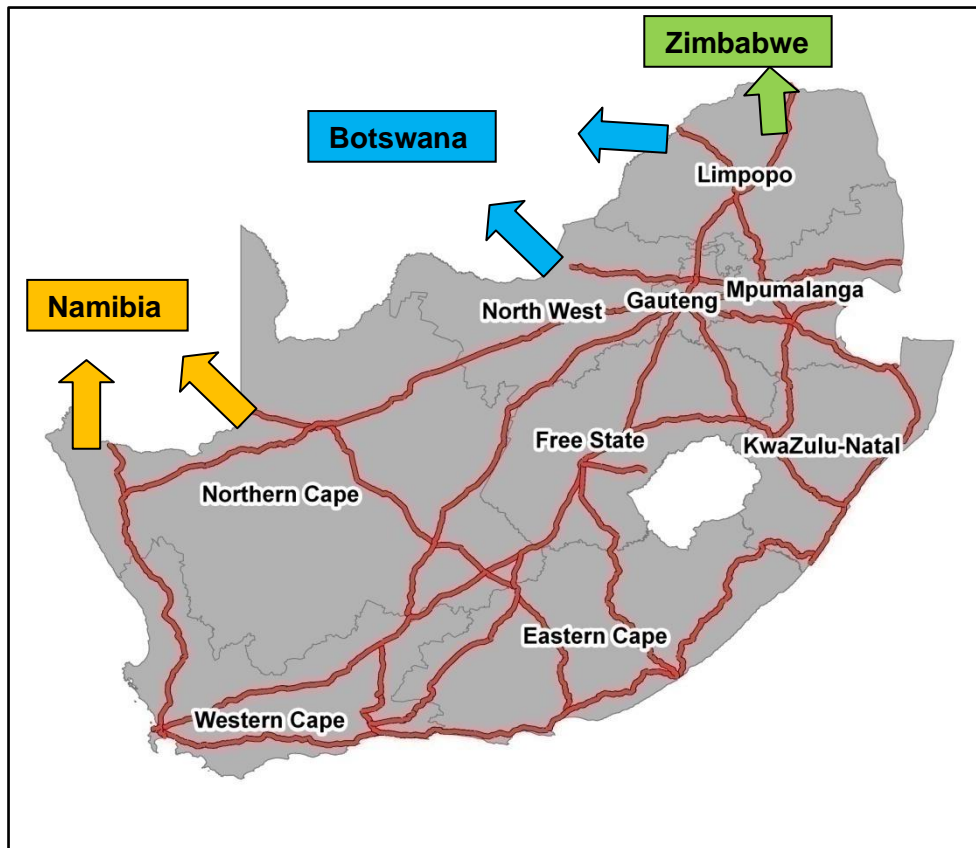 Zimbabwe
Botswana
Limpopo
Namibia
North West
Gauteng
Mpumalanga
Free State
KwaZulu-Natal
Northern Cape
Eastern Cape
Western Cape